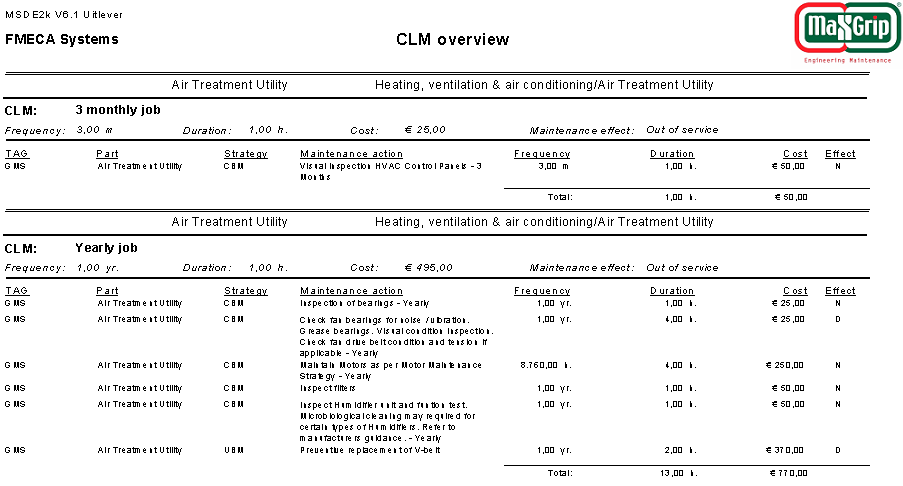 MSDE2k V6.1 Uitlever
FMECA Systems
CLM overview
MaxGrip
®
Engineering Maintenance
Air Treatment Utility Heating, ventilation & air conditioning/Air Treatment Utility
CLM: 3 monthly job
Frequency: 3,00 m Duration: 1,00 h. Cost: € 25,00 Maintenance effect: Out of service
TAG Part Strategy Maintenance action Frequency Duration Cost Effect
GMS Air Treatment Utility CBM Visual Inspection HVAC Control Panels - 3 3,00 m 1,00 h. € 50,00 N
Months
Total: 1,00 h. € 50,00
Air Treatment Utility Heating, ventilation & air conditioning/Air Treatment Utility
CLM: Yearly job
Frequency: 1,00 yr. Duration: 1,00 h. Cost: € 495,00 Maintenance effect: Out of service
TAG Part Strategy Maintenance action Frequency Duration Cost Effect
GMS Air Treatment Utility CBM Inspection of bearings - Yearly 1,00 yr. 1,00 h. € 25,00 N
GMS Air Treatment Utility CBM Check fan bearings for noise / vibration. 1,00 yr. 4,00 h. € 25,00 D
Grease bearings. Visual condition inspection.
Check fan drive belt condition and tension if
applicable - Yearly
GMS Air Treatment Utility CBM Maintain Motors as per Motor Maintenance 8.760,00 h. 4,00 h. € 250,00 N
Strategy - Yearly
GMS Air Treatment Utility CBM Inspect filters 1,00 yr. 1,00 h. € 50,00 N
GMS Air Treatment Utility CBM Inspect Humidifier unit and funtion test. 1,00 yr. 1,00 h. € 50,00 N
Microbiological cleaning may required for
certain types of Humidifiers. Refer to
manufacturers guidance. - Yearly
GMS Air Treatment Utility UBM Preventive replacement of V-belt 1,00 yr. 2,00 h. € 370,00 D
Total: 13,00 h. € 770,00